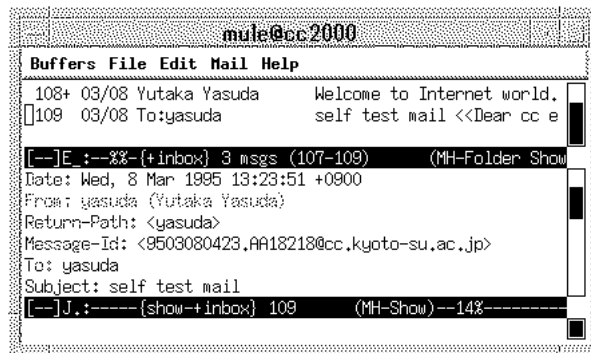 mule@cc2000
Buffers File Edit Mail Help
108+ 03/08 Yutaka Yasuda Welcome to Internet world.
109 03/08 To:yasuda self test mail <<Dear cc e
[--]E_:--%%-{+inbox} 3 msgs (107-109) (MH-Folder Show
Date: Wed, 8 Mar 1995 13:23:51 +0900
From: yasuda (Yutaka Yasuda)
Return-Path: <yasuda>
Message-Id: <9503080423.AA18218@cc.kyoto-su.ac.jp>
To: yasuda
Subject: self test mail
[--]J.:-----{show-+inbox} 109 (MH-Show)--14%---------